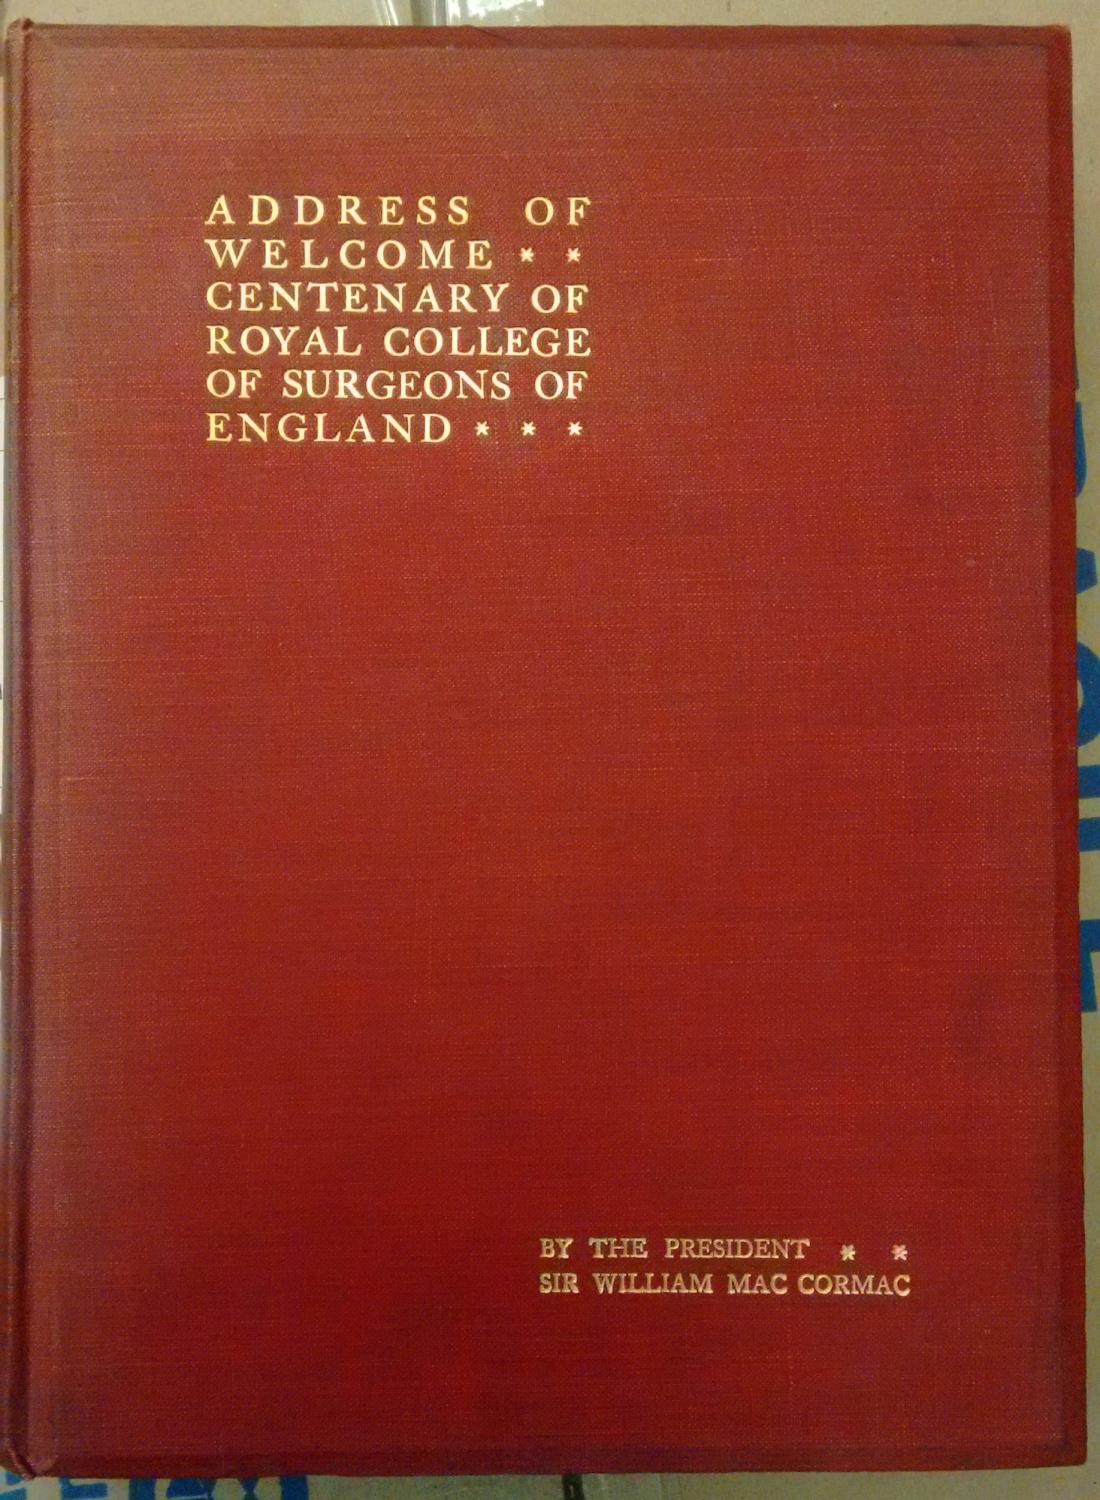 ADDRESS OF
WELCOME * *
CENTENARY OF
ROYAL COLLEGE
OF SURGEONS OF
ENGLAND * * *
BY THE PRESIDENT * *
SIR WILLIAM MAC CORMAC